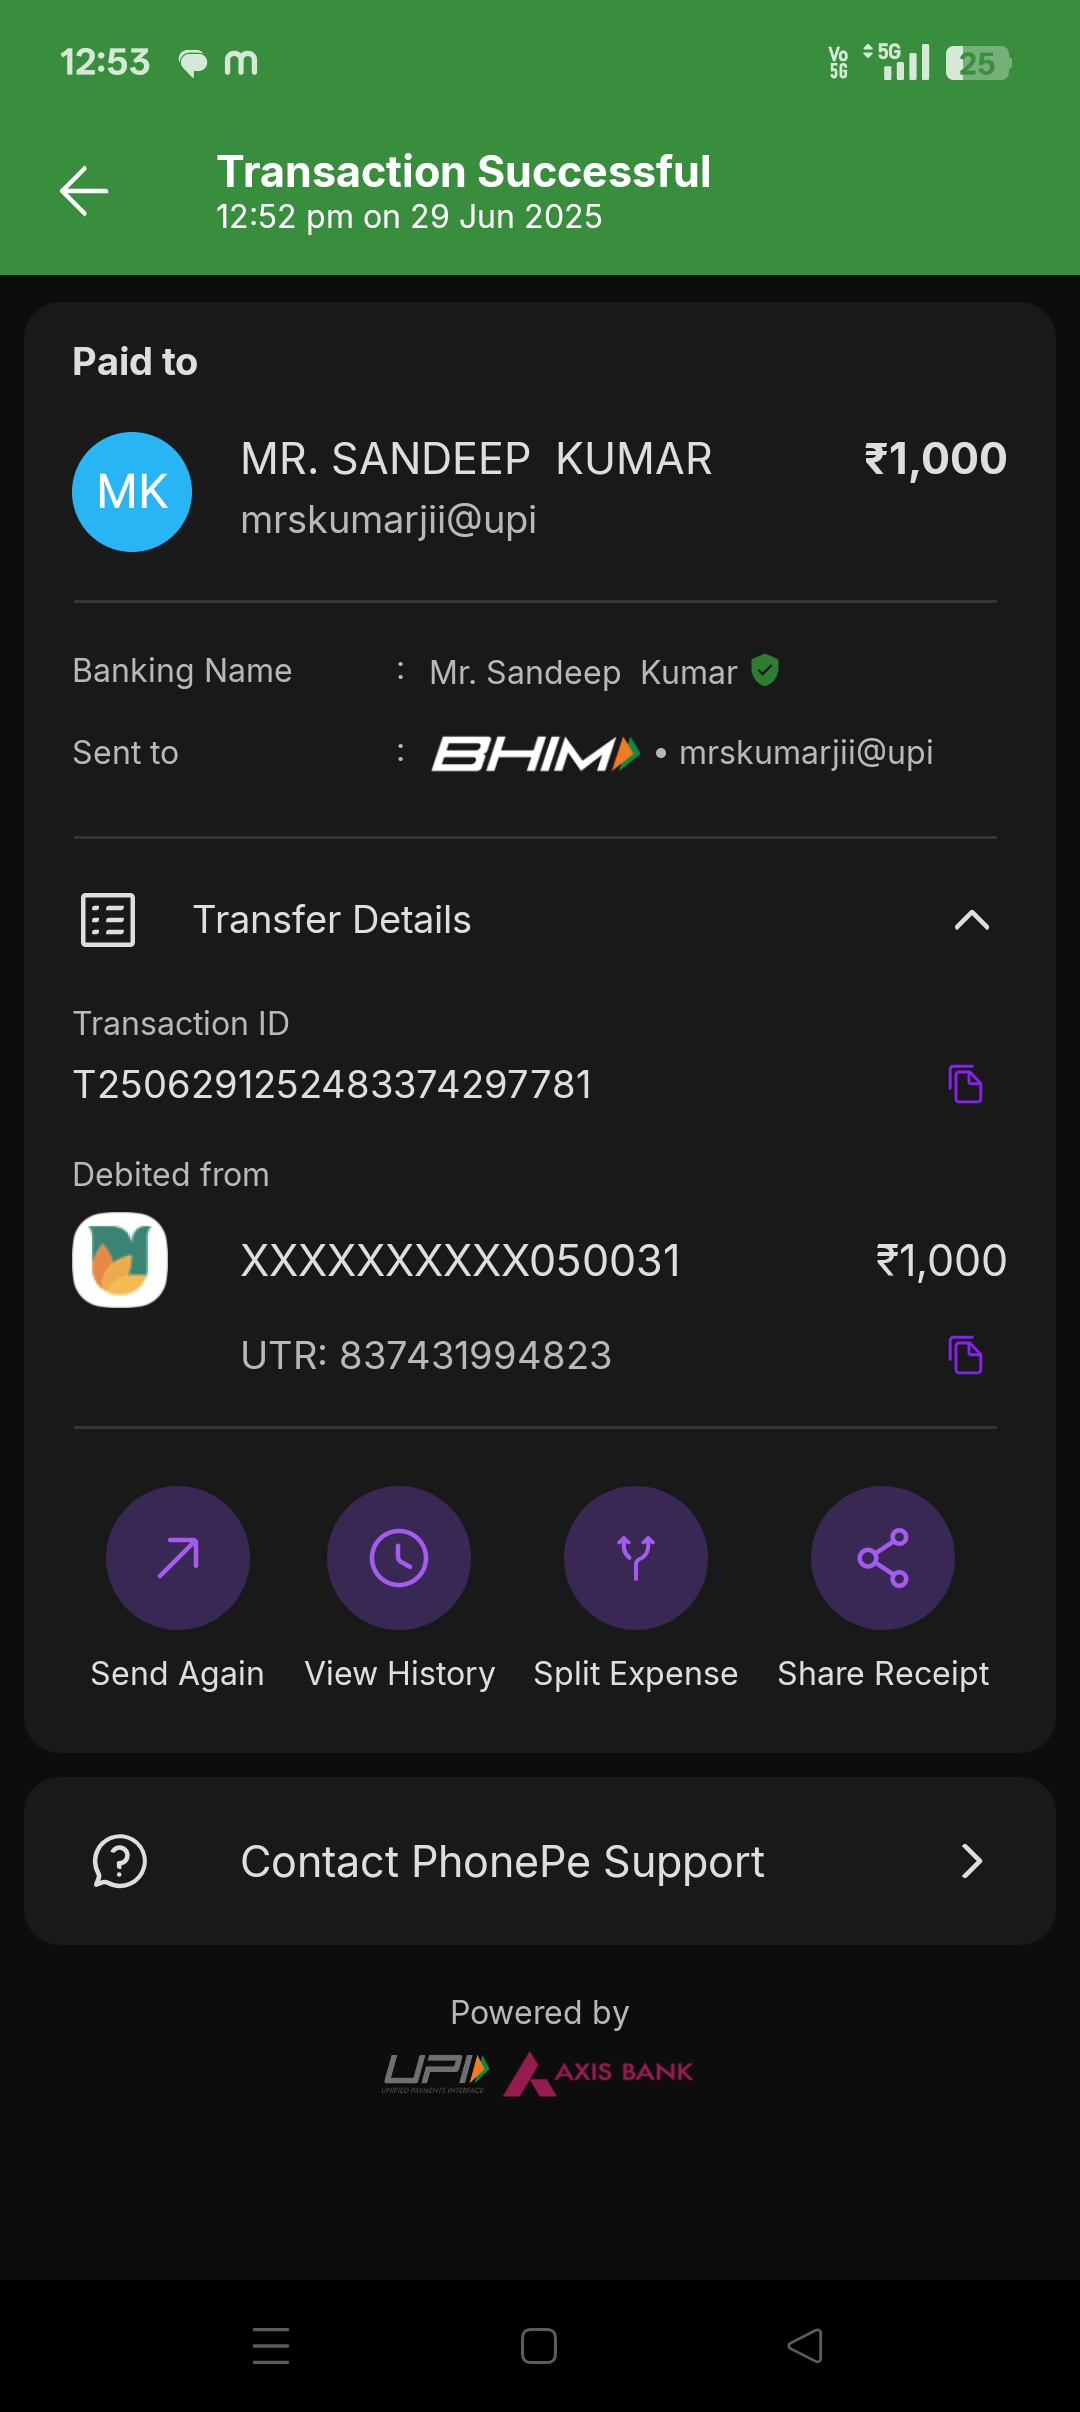 12:53 m Vo 5G 5G 25
Transaction Successful
12:52 pm on 29 Jun 2025
Paid to
MK MR. SANDEEP KUMAR ₹1,000
mrskumarjii@upi
Banking Name : Mr. Sandeep Kumar
Sent to : BHIM • mrskumarjii@upi
Transfer Details
Transaction ID
T2506291252483374297781
Debited from
XXXXXXXXXX050031 ₹1,000
UTR: 837431994823
Send Again View History Split Expense Share Receipt
Contact PhonePe Support
Powered by
UPI AXIS BANK
UNIFIED PAYMENTS INTERFACE